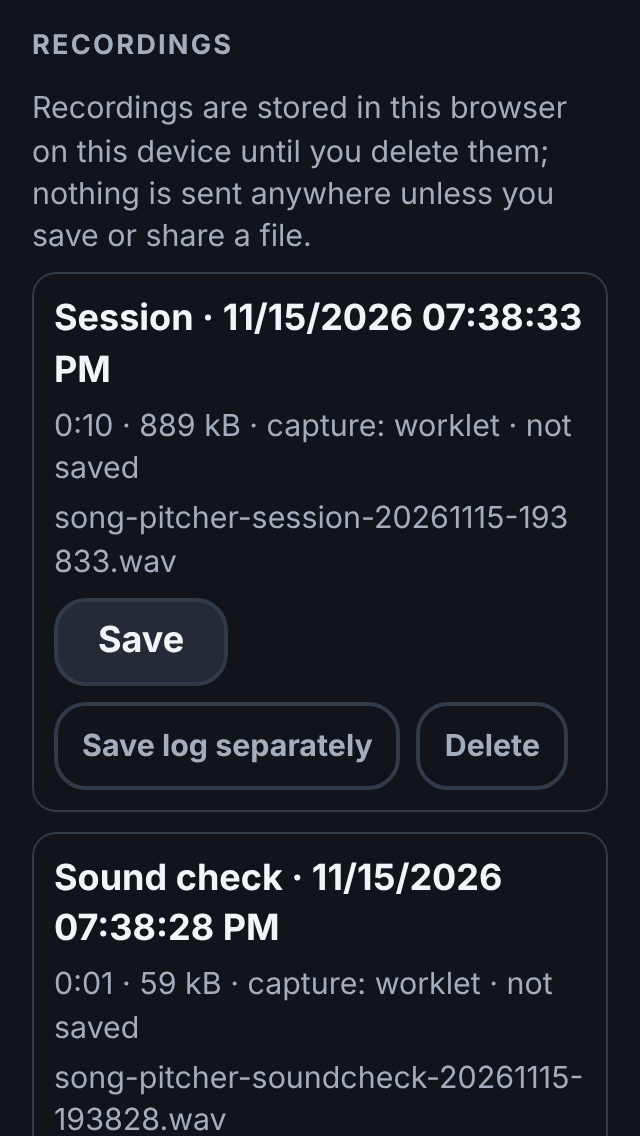 RECORDINGS
Recordings are stored in this browser
on this device until you delete them;
nothing is sent anywhere unless you
save or share a file.
Session · 11/15/2026 07:38:33
PM
0:10 · 889 kB · capture: worklet · not
saved
song-pitcher-session-20261115-193
833.wav
Save
Save log separately Delete
Sound check · 11/15/2026
07:38:28 PM
0:01 · 59 kB · capture: worklet · not
saved
song-pitcher-soundcheck-20261115-
193828.wav